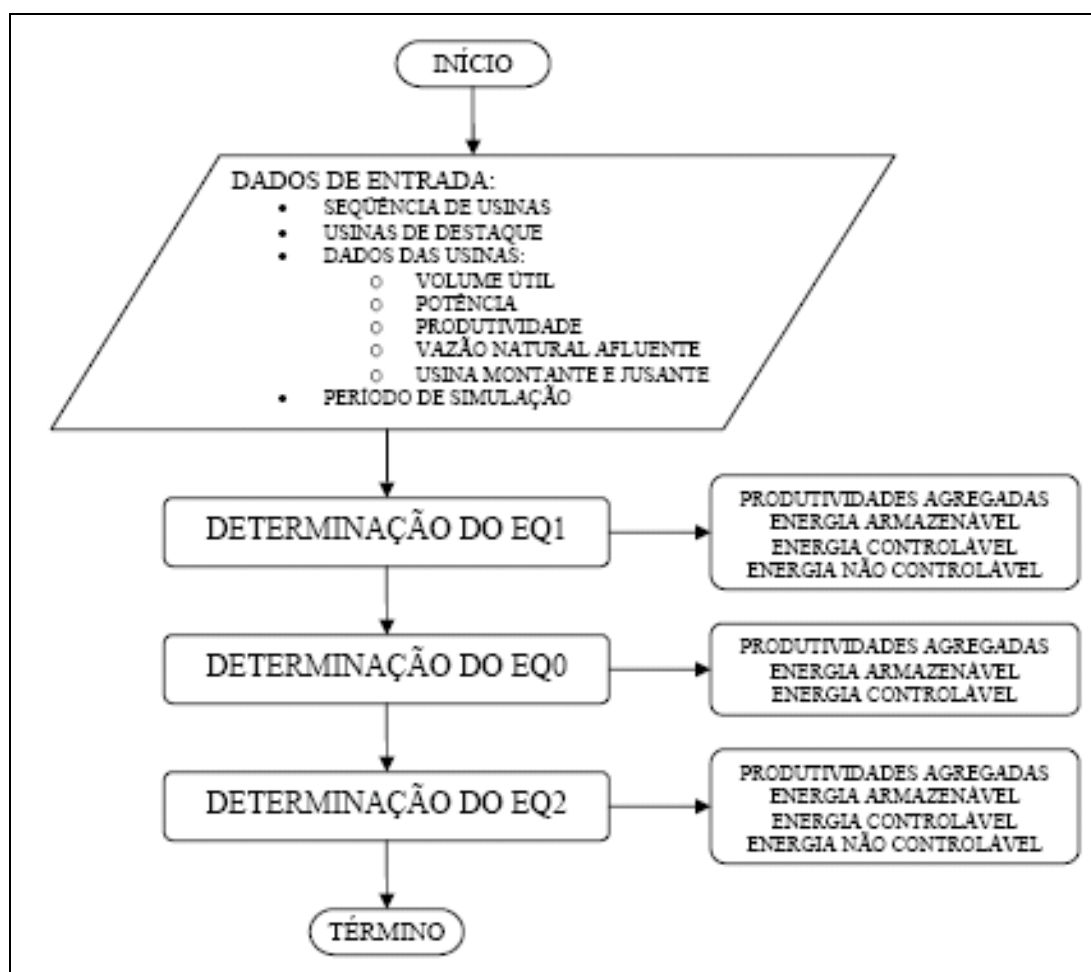 INÍCIO
DADOS DE ENTRADA:
• SEQÜÊNCIA DE USINAS
• USINAS DE DESTAQUE
• DADOS DAS USINAS:
o VOLUME ÚTIL
o POTÊNCIA
o PRODUTIVIDADE
o VAZÃO NATURAL AFLUENTE
o USINA MONTANTE E JUSANTE
• PERÍODO DE SIMULAÇÃO
DETERMINAÇÃO DO EQ1
PRODUTIVIDADES AGREGADAS
ENERGIA ARMAZENÁVEL
ENERGIA CONTROLÁVEL
ENERGIA NÃO CONTROLÁVEL
DETERMINAÇÃO DO EQ0
PRODUTIVIDADES AGREGADAS
ENERGIA ARMAZENÁVEL
ENERGIA CONTROLÁVEL
DETERMINAÇÃO DO EQ2
PRODUTIVIDADES AGREGADAS
ENERGIA ARMAZENÁVEL
ENERGIA CONTROLÁVEL
ENERGIA NÃO CONTROLÁVEL
TÉRMINO